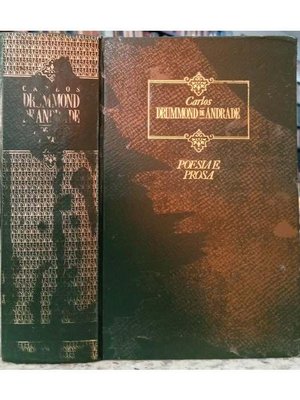 CARLOS
DRUMMOND
DE ANDRADE
Carlos
DRUMMOND DE ANDRADE
POESIA E
PROSA